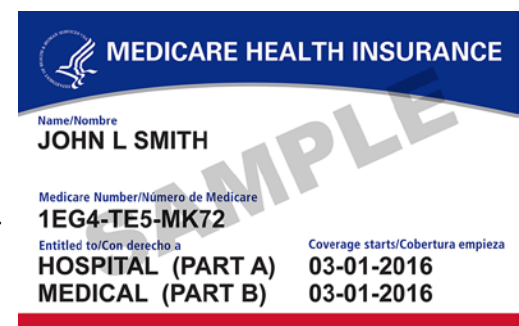 MEDICARE HEALTH INSURANCE
Name/Nombre
JOHN L SMITH
Medicare Number/Número de Medicare
1EG4-TE5-MK72
Entitled to/Con derecho a Coverage starts/Cobertura empieza
HOSPITAL (PART A) 03-01-2016
MEDICAL (PART B) 03-01-2016
SAMPLE